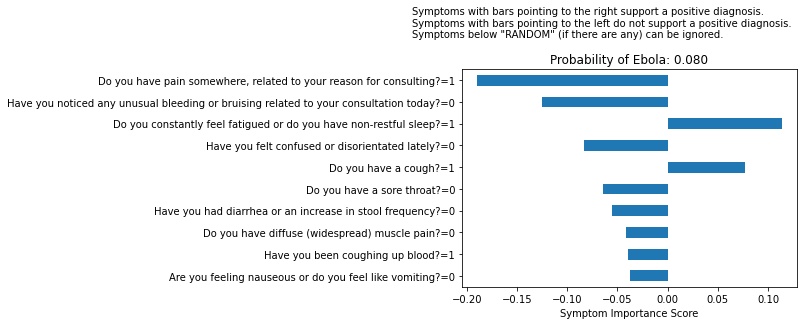 Symptoms with bars pointing to the right support a positive diagnosis.
Symptoms with bars pointing to the left do not support a positive diagnosis.
Symptoms below "RANDOM" (if there are any) can be ignored.
Probability of Ebola: 0.080
Do you have pain somewhere, related to your reason for consulting?=1
Have you noticed any unusual bleeding or bruising related to your consultation today?=0
Do you constantly feel fatigued or do you have non-restful sleep?=1
Have you felt confused or disorientated lately?=0
Do you have a cough?=1
Do you have a sore throat?=0
Have you had diarrhea or an increase in stool frequency?=0
Do you have diffuse (widespread) muscle pain?=0
Have you been coughing up blood?=1
Are you feeling nauseous or do you feel like vomiting?=0
−0.20 −0.15 −0.10 −0.05 0.00 0.05 0.10
Symptom Importance Score